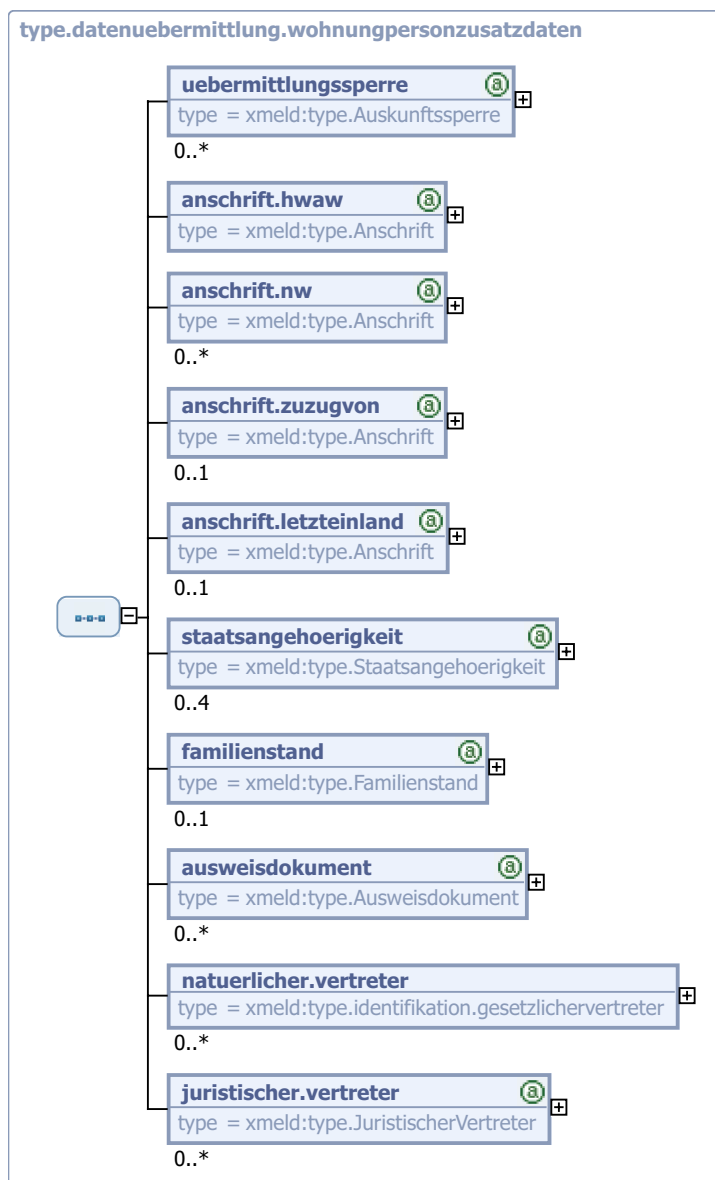 type.datenuebermittlung.wohnungpersonzusatzdaten
uebermittlungssperre @
type = xmeld:type.Auskunftssperre
0..*
anschrift.hwaw @
type = xmeld:type.Anschrift
anschrift.nw @
type = xmeld:type.Anschrift
0..*
anschrift.zuzugvon @
type = xmeld:type.Anschrift
0..1
anschrift.letzteinland @
type = xmeld:type.Anschrift
0..1
staatsangehoerigkeit @
type = xmeld:type.Staatsangehoerigkeit
0..4
familienstand @
type = xmeld:type.Familienstand
0..1
ausweisdokument @
type = xmeld:type.Ausweisdokument
0..*
natuerlicher.vertreter
type = xmeld:type.identifikation.gesetzlichervertreter
0..*
juristischer.vertreter @
type = xmeld:type.JuristischerVertreter
0..*